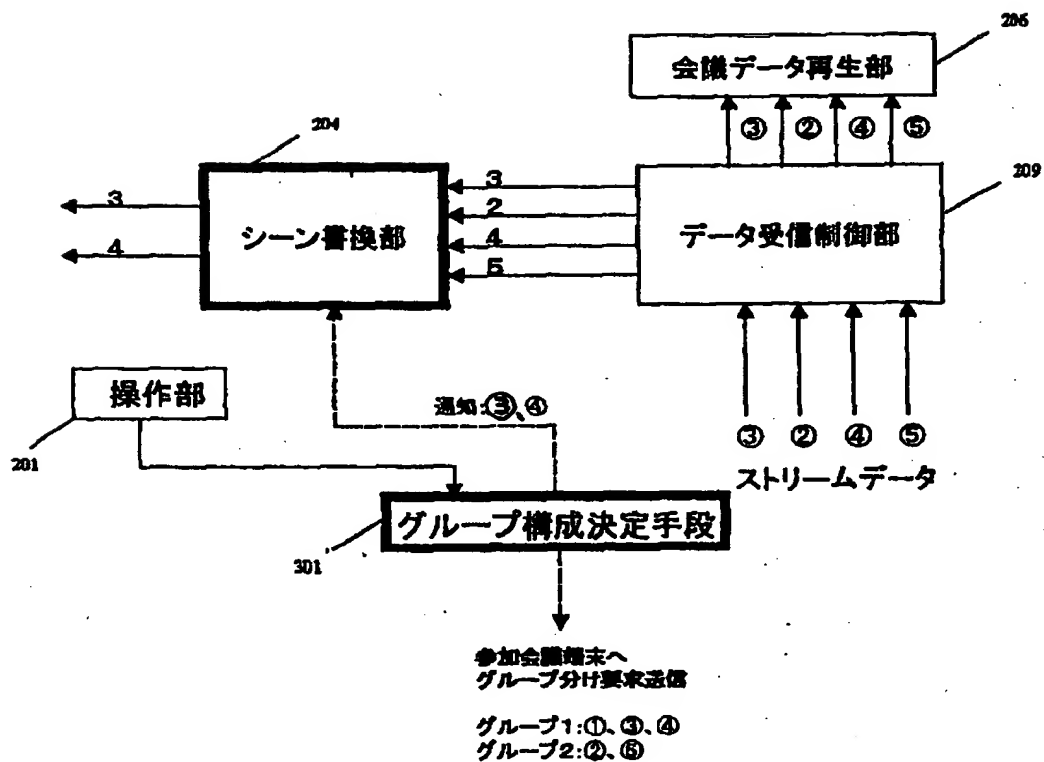 206
会議データ再生部
③ ② ④ ⑤
204
209
3
3
2
シーン書換部
データ受信制御部
4
4
5
操作部
通知:③、④
201
③ ② ④ ⑤
ストリームデータ
グループ構成決定手段
301
参加会議端末へ
グループ分け要求送信
グループ1:①、③、④
グループ2:②、⑤